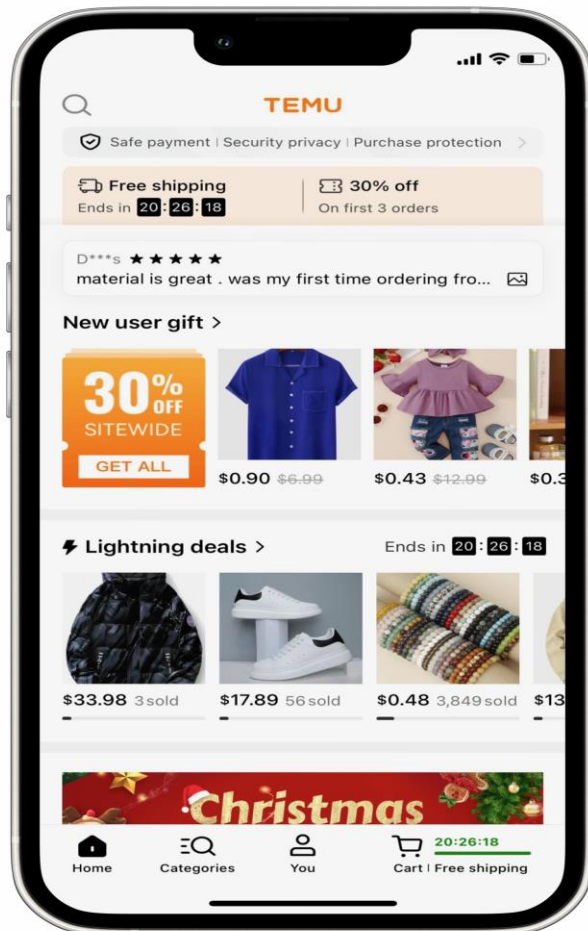 TEMU
Safe payment | Security privacy | Purchase protection >
Free shipping
Ends in 20:26:18
30% off
On first 3 orders
D***s ★★★★★
material is great . was my first time ordering fro...
New user gift >
30% OFF
SITEWIDE
GET ALL
$0.90 $6.99
$0.43 $12.99
$0.3
Lightning deals >
Ends in 20:26:18
$33.98 3 sold
$17.89 56 sold
$0.48 3,849 sold
$13
Christmas
20:26:18
Home
Categories
You
Cart | Free shipping